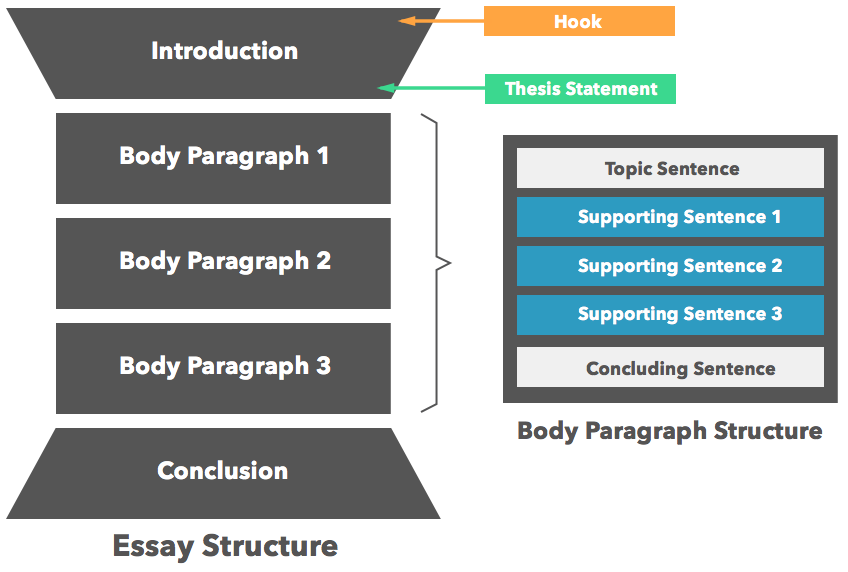 Introduction
Hook
Thesis Statement
Body Paragraph 1
Body Paragraph 2
Body Paragraph 3
Conclusion
Essay Structure
Topic Sentence
Supporting Sentence 1
Supporting Sentence 2
Supporting Sentence 3
Concluding Sentence
Body Paragraph Structure